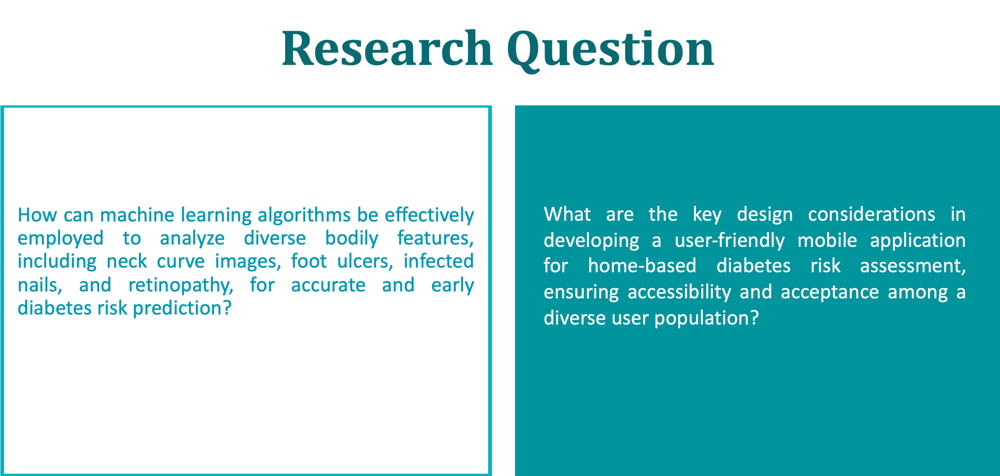 Research Question
How can machine learning algorithms be effectively
employed to analyze diverse bodily features,
including neck curve images, foot ulcers, infected
nails, and retinopathy, for accurate and early
diabetes risk prediction?
What are the key design considerations in
developing a user-friendly mobile application
for home-based diabetes risk assessment,
ensuring accessibility and acceptance among a
diverse user population?